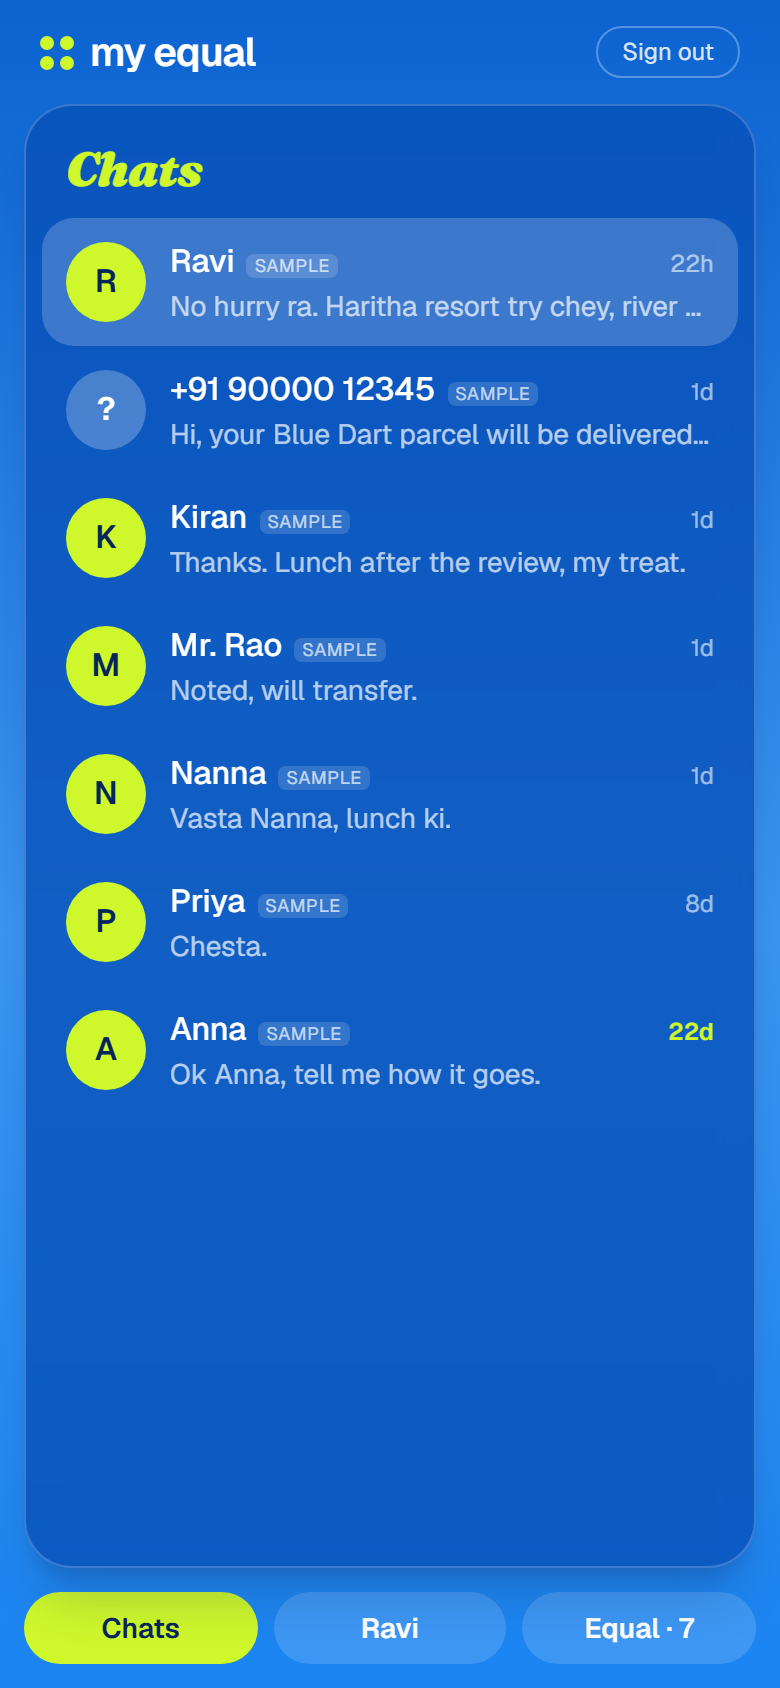 my equal
Sign out
Chats
R
Ravi SAMPLE 22h
No hurry ra. Haritha resort try chey, river ...
?
+91 90000 12345 SAMPLE 1d
Hi, your Blue Dart parcel will be delivered...
K
Kiran SAMPLE 1d
Thanks. Lunch after the review, my treat.
M
Mr. Rao SAMPLE 1d
Noted, will transfer.
N
Nanna SAMPLE 1d
Vasta Nanna, lunch ki.
P
Priya SAMPLE 8d
Chesta.
A
Anna SAMPLE 22d
Ok Anna, tell me how it goes.
Chats
Ravi
Equal · 7